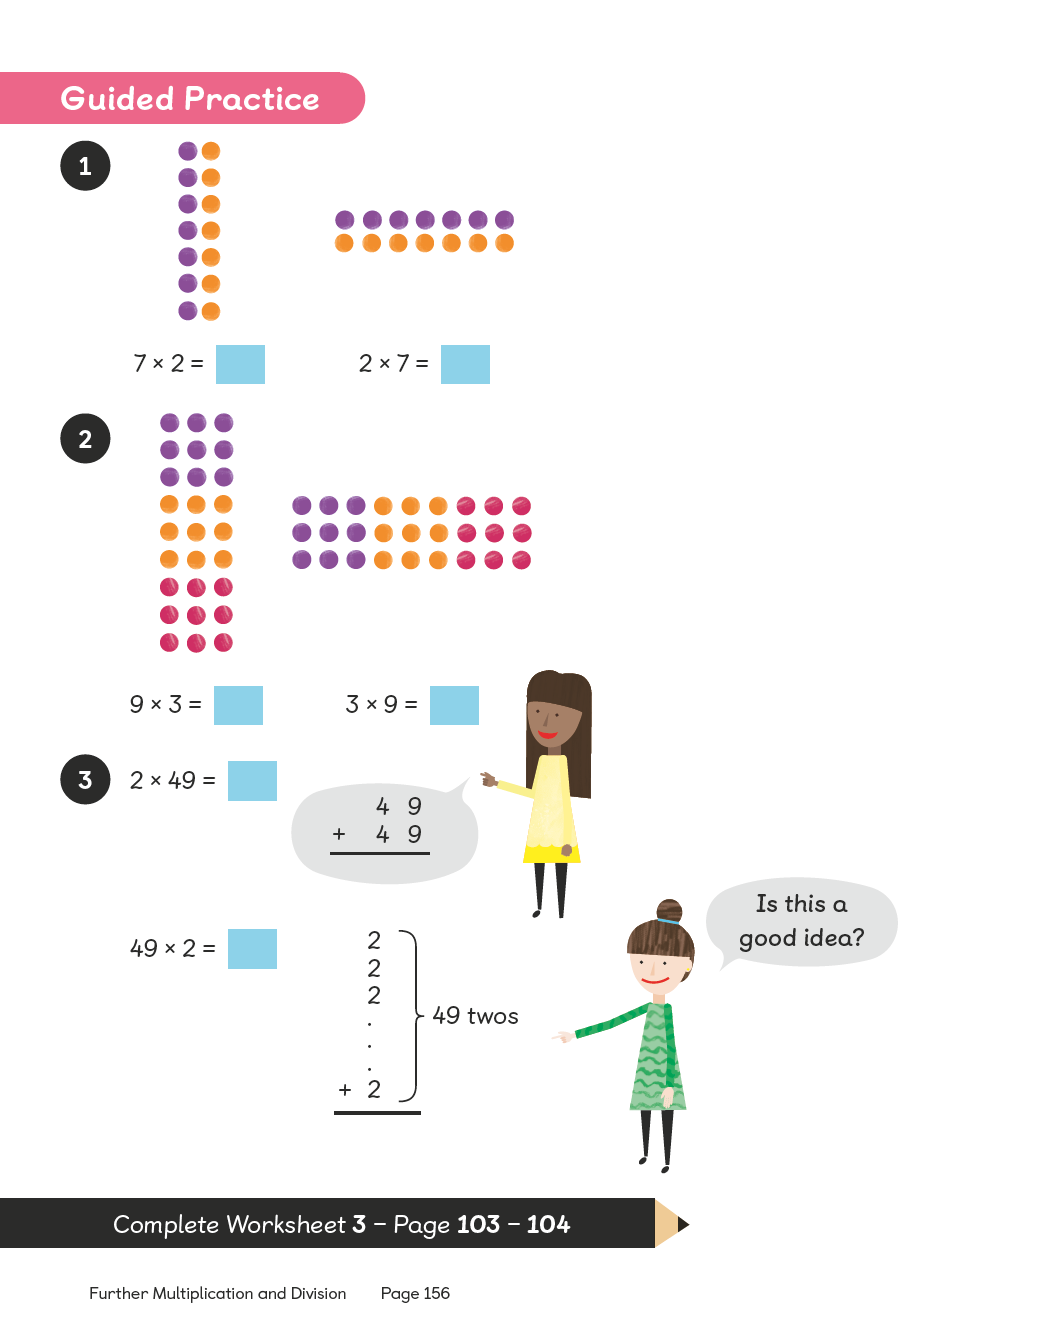 Guided Practice
1
7 × 2 =
2 × 7 =
2
9 × 3 =
3 × 9 =
3
2 × 49 =
4 9
+ 4 9
Is this a
good idea?
49 × 2 =
2
2
2
.
.
.
+ 2
49 twos
Complete Worksheet 3 – Page 103 – 104
Further Multiplication and Division Page 156